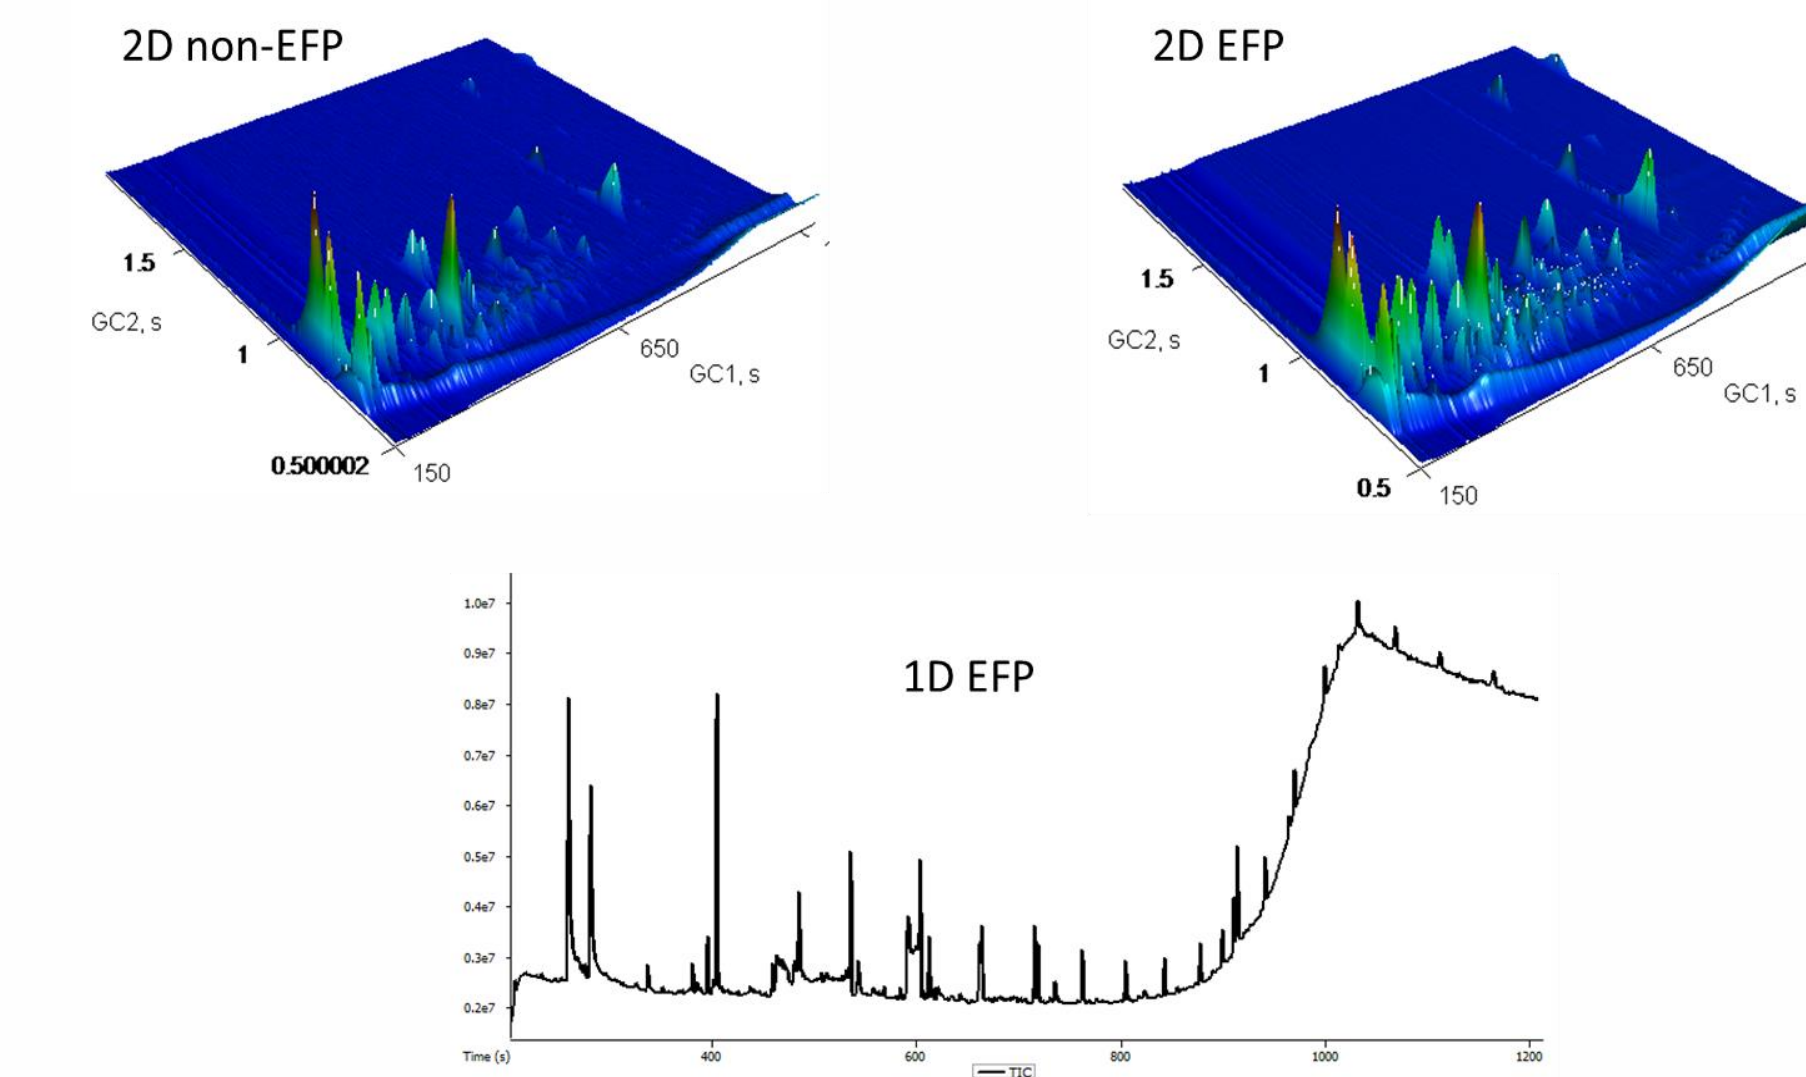 2D non-EFP
1.5
GC2, s
1
0.500002
150
650
GC1, s
2D EFP
1.5
GC2, s
1
0.5
150
650
GC1, s
1D EFP
1.0e7
0.9e7
0.8e7
0.7e7
0.6e7
0.5e7
0.4e7
0.3e7
0.2e7
Time (s) 400 600 800 1000 1200
TIC